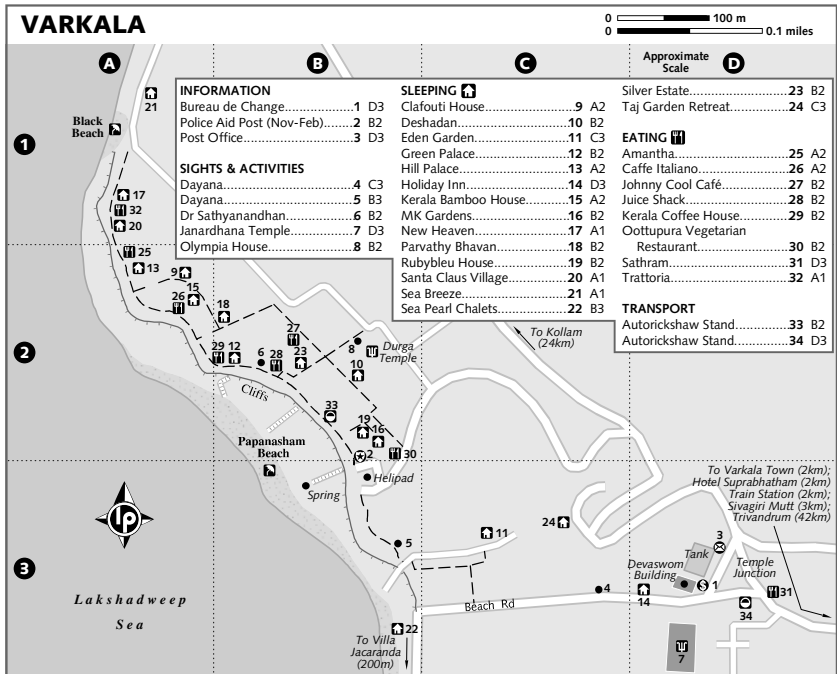 VARKALA
0 100 m
0 0.1 miles
Approximate
Scale
A
B
C
D
1
2
3
INFORMATION
Bureau de Change....................1 D3
Police Aid Post (Nov-Feb)......2 B2
Post Office................................3 D3
SIGHTS & ACTIVITIES
Dayana......................................4 C3
Dayana......................................5 B3
Dr Sathyanandhan...................6 B2
Janardhana Temple..................7 D3
Olympia House.........................8 B2
SLEEPING
Clafouti House..........................9 A2
Deshadan................................10 B2
Eden Garden...........................11 C3
Green Palace...........................12 B2
Hill Palace...............................13 A2
Holiday Inn.............................14 D3
Kerala Bamboo House............15 A2
MK Gardens............................16 B2
New Heaven...........................17 A1
Parvathy Bhavan.....................18 B2
Rubybleu House......................19 B2
Santa Claus Village.................20 A1
Sea Breeze..............................21 A1
Sea Pearl Chalets....................22 B3
Silver Estate............................23 B2
Taj Garden Retreat.................24 C3
EATING
Amantha.................................25 A2
Caffe Italiano..........................26 A2
Johnny Cool Café...................27 B2
Juice Shack.............................28 B2
Kerala Coffee House...............29 B2
Oottupura Vegetarian
Restaurant..............................30 B2
Sathram..................................31 D3
Trattoria.................................32 A1
TRANSPORT
Autorickshaw Stand................33 B2
Autorickshaw Stand................34 D3
21
Black
Beach
17
32
20
25
13
9
15
26
18
29
12
6
28
27
23
8
Durga
Temple
10
To Kollam
(24km)
Cliffs
33
19
16
2
30
Papanasham
Beach
Helipad
Spring
lp
5
11
24
To Varkala Town (2km);
Hotel Suprabhatham (2km)
Train Station (2km);
Sivagiri Mutt (3km);
Trivandrum (42km)
3
Tank
Devaswom
Building
Temple
Junction
1
4
14
34
31
Beach Rd
Lakshadweep
Sea
22
To Villa
Jacaranda
(200m)
7